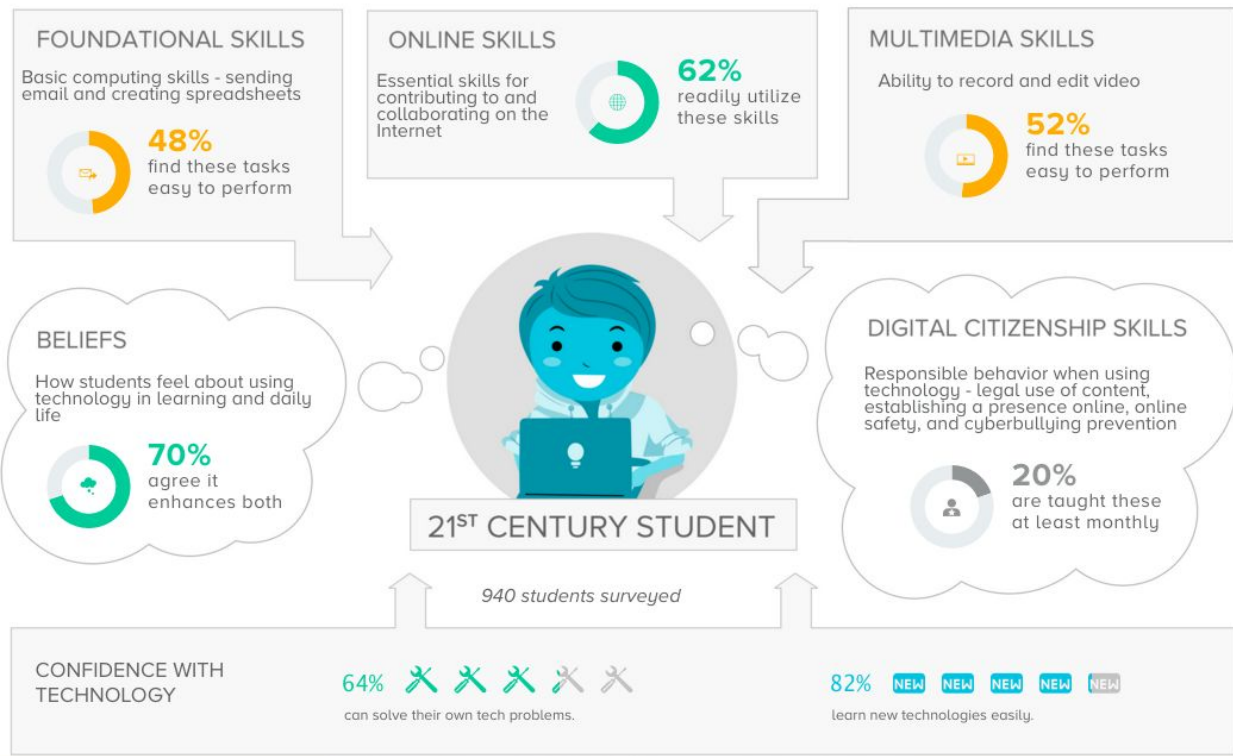 FOUNDATIONAL SKILLS
Basic computing skills - sending
email and creating spreadsheets
48%
find these tasks
easy to perform
ONLINE SKILLS
Essential skills for
contributing to and
collaborating on the
Internet
62%
readily utilize
these skills
MULTIMEDIA SKILLS
Ability to record and edit video
52%
find these tasks
easy to perform
BELIEFS
How students feel about using
technology in learning and daily
life
70%
agree it
enhances both
DIGITAL CITIZENSHIP SKILLS
Responsible behavior when using
technology - legal use of content,
establishing a presence online, online
safety, and cyberbullying prevention
20%
are taught these
at least monthly
21ST CENTURY STUDENT
940 students surveyed
CONFIDENCE WITH
TECHNOLOGY
64%
can solve their own tech problems.
82% NEW NEW NEW NEW NEW
learn new technologies easily.